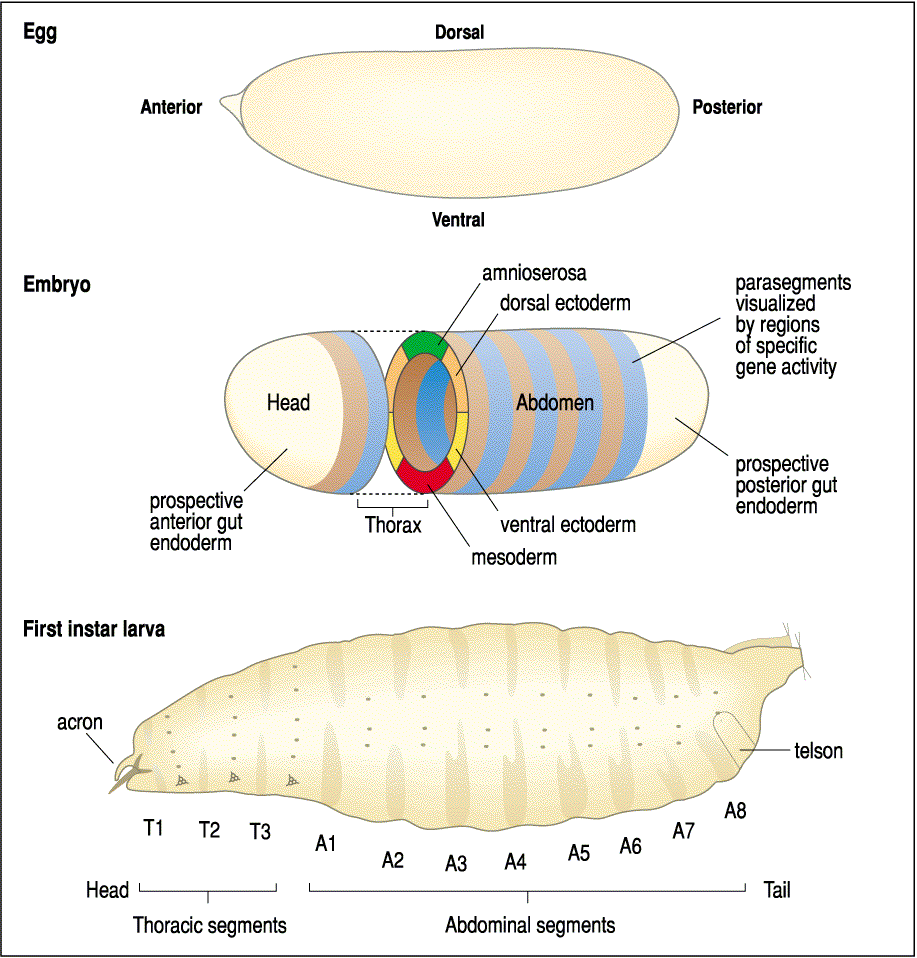 Egg
Dorsal
Anterior
Posterior
Ventral
Embryo
amnioserosa
dorsal ectoderm
parasegments
visualized
by regions
of specific
gene activity
Head
Abdomen
prospective
anterior gut
endoderm
Thorax
ventral ectoderm
mesoderm
prospective
posterior gut
endoderm
First instar larva
acron
telson
T1
T2
T3
A1
A2
A3
A4
A5
A6
A7
A8
Head
Tail
Thoracic segments
Abdominal segments